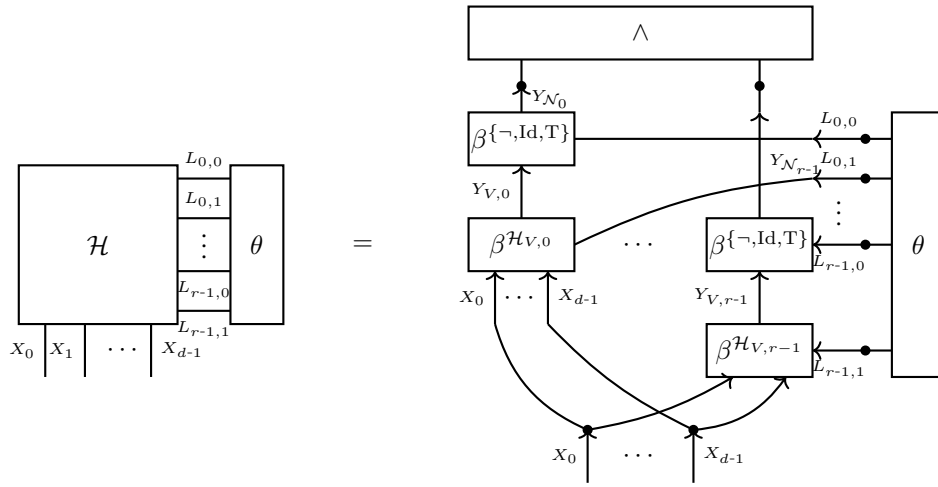 ∧
Y_{𝒩_0}
β^{¬,Id,T}
L_{0,0}
L_{0,0}
Y_{𝒩_{r-1}}
L_{0,1}
Y_{V,0}
L_{0,1}
⋮
ℋ
⋮
θ
=
β^{ℋ_{V,0}}
⋯
β^{¬,Id,T}
θ
L_{r-1,0}
L_{r-1,0}
X_0
⋯
X_{d-1}
Y_{V,r-1}
L_{r-1,1}
X_0
X_1
⋯
X_{d-1}
β^{ℋ_{V,r-1}}
L_{r-1,1}
X_0
⋯
X_{d-1}